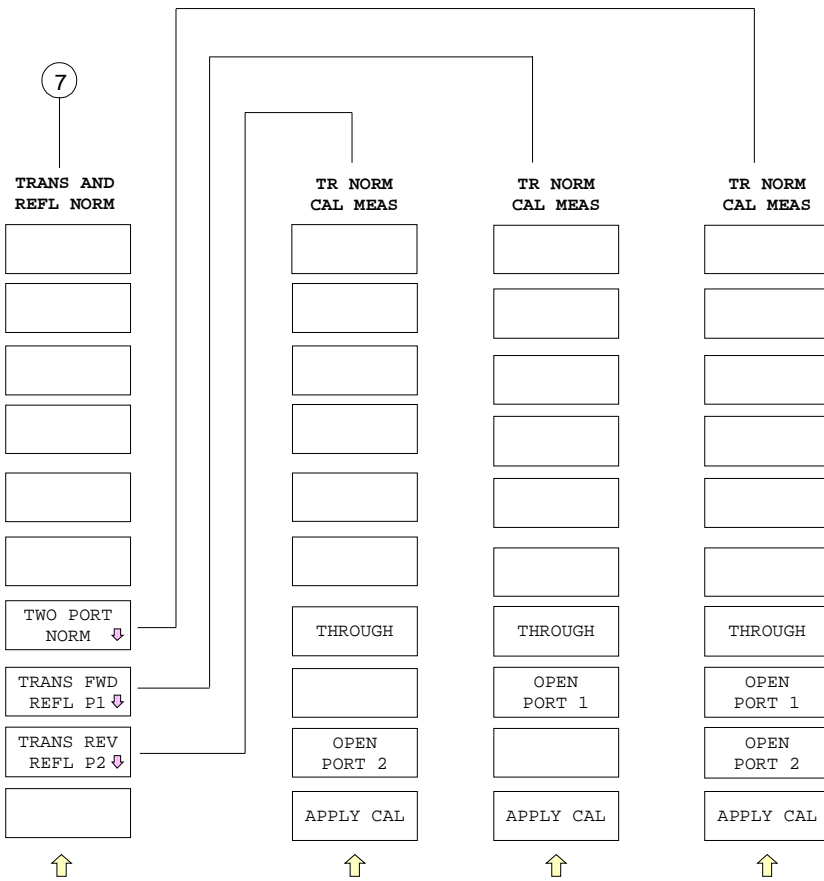 7
TRANS AND
REFL NORM
TWO PORT
NORM
TRANS FWD
REFL P1
TRANS REV
REFL P2
TR NORM
CAL MEAS
THROUGH
OPEN
PORT 2
APPLY CAL
TR NORM
CAL MEAS
THROUGH
OPEN
PORT 1
APPLY CAL
TR NORM
CAL MEAS
THROUGH
OPEN
PORT 1
OPEN
PORT 2
APPLY CAL